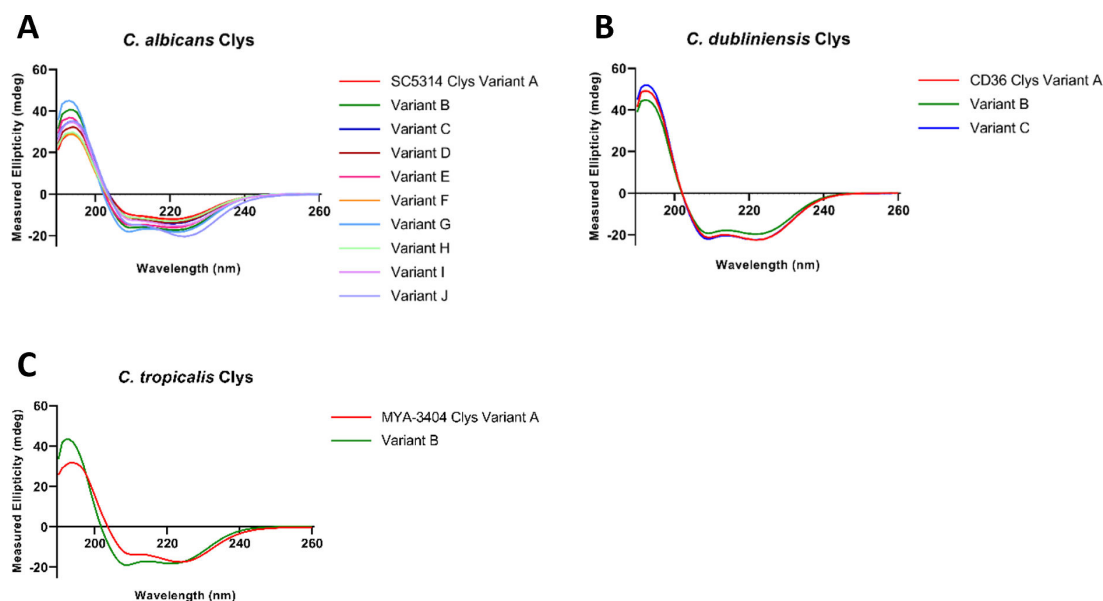 A
C. albicans Clys
Measured Ellipticity (mdeg)
60
40
20
0
-20
200
220
240
260
Wavelength (nm)
SC5314 Clys Variant A
Variant B
Variant C
Variant D
Variant E
Variant F
Variant G
Variant H
Variant I
Variant J
B
C. dubliniensis Clys
Measured Ellipticity (mdeg)
60
40
20
0
-20
200
220
240
260
Wavelength (nm)
CD36 Clys Variant A
Variant B
Variant C
C
C. tropicalis Clys
Measured Ellipticity (mdeg)
60
40
20
0
-20
200
220
240
260
Wavelength (nm)
MYA-3404 Clys Variant A
Variant B